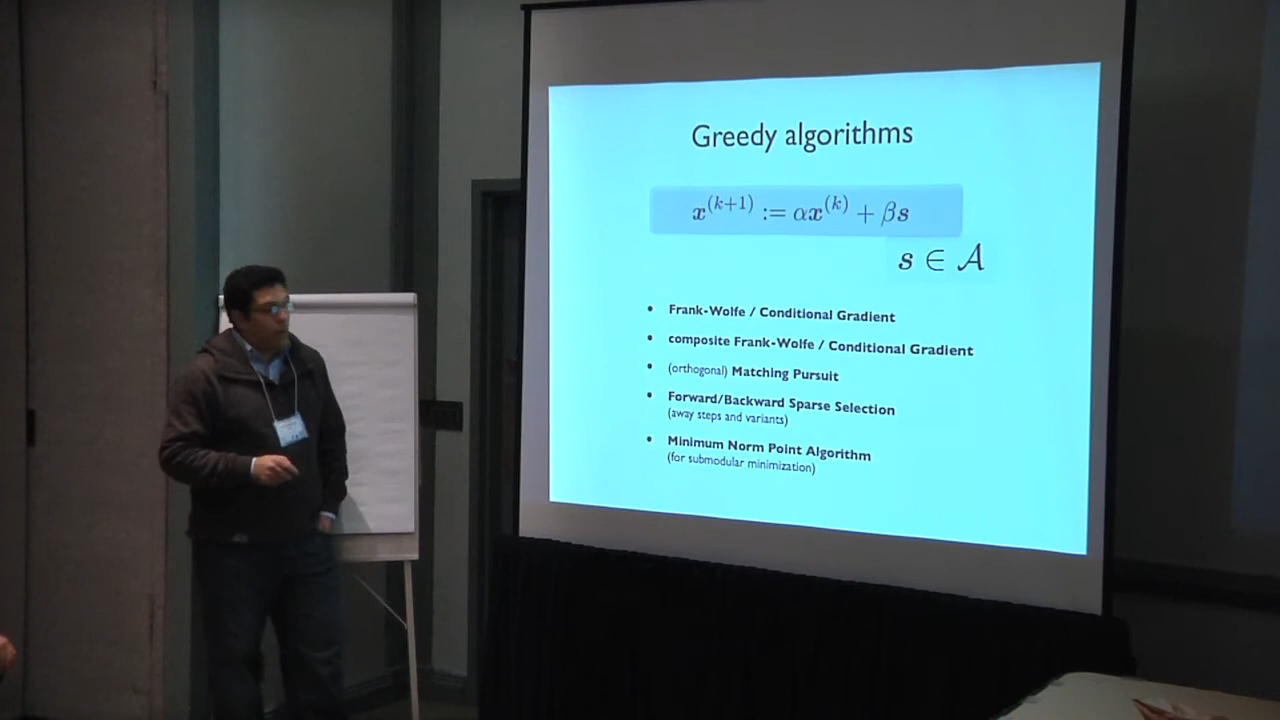 Greedy algorithms
x^{(k+1)} := αx^{(k)} + βs
s ∈ 𝒜
• Frank-Wolfe / Conditional Gradient
• composite Frank-Wolfe / Conditional Gradient
• (orthogonal) Matching Pursuit
• Forward/Backward Sparse Selection
(away steps and variants)
• Minimum Norm Point Algorithm
(for submodular minimization)